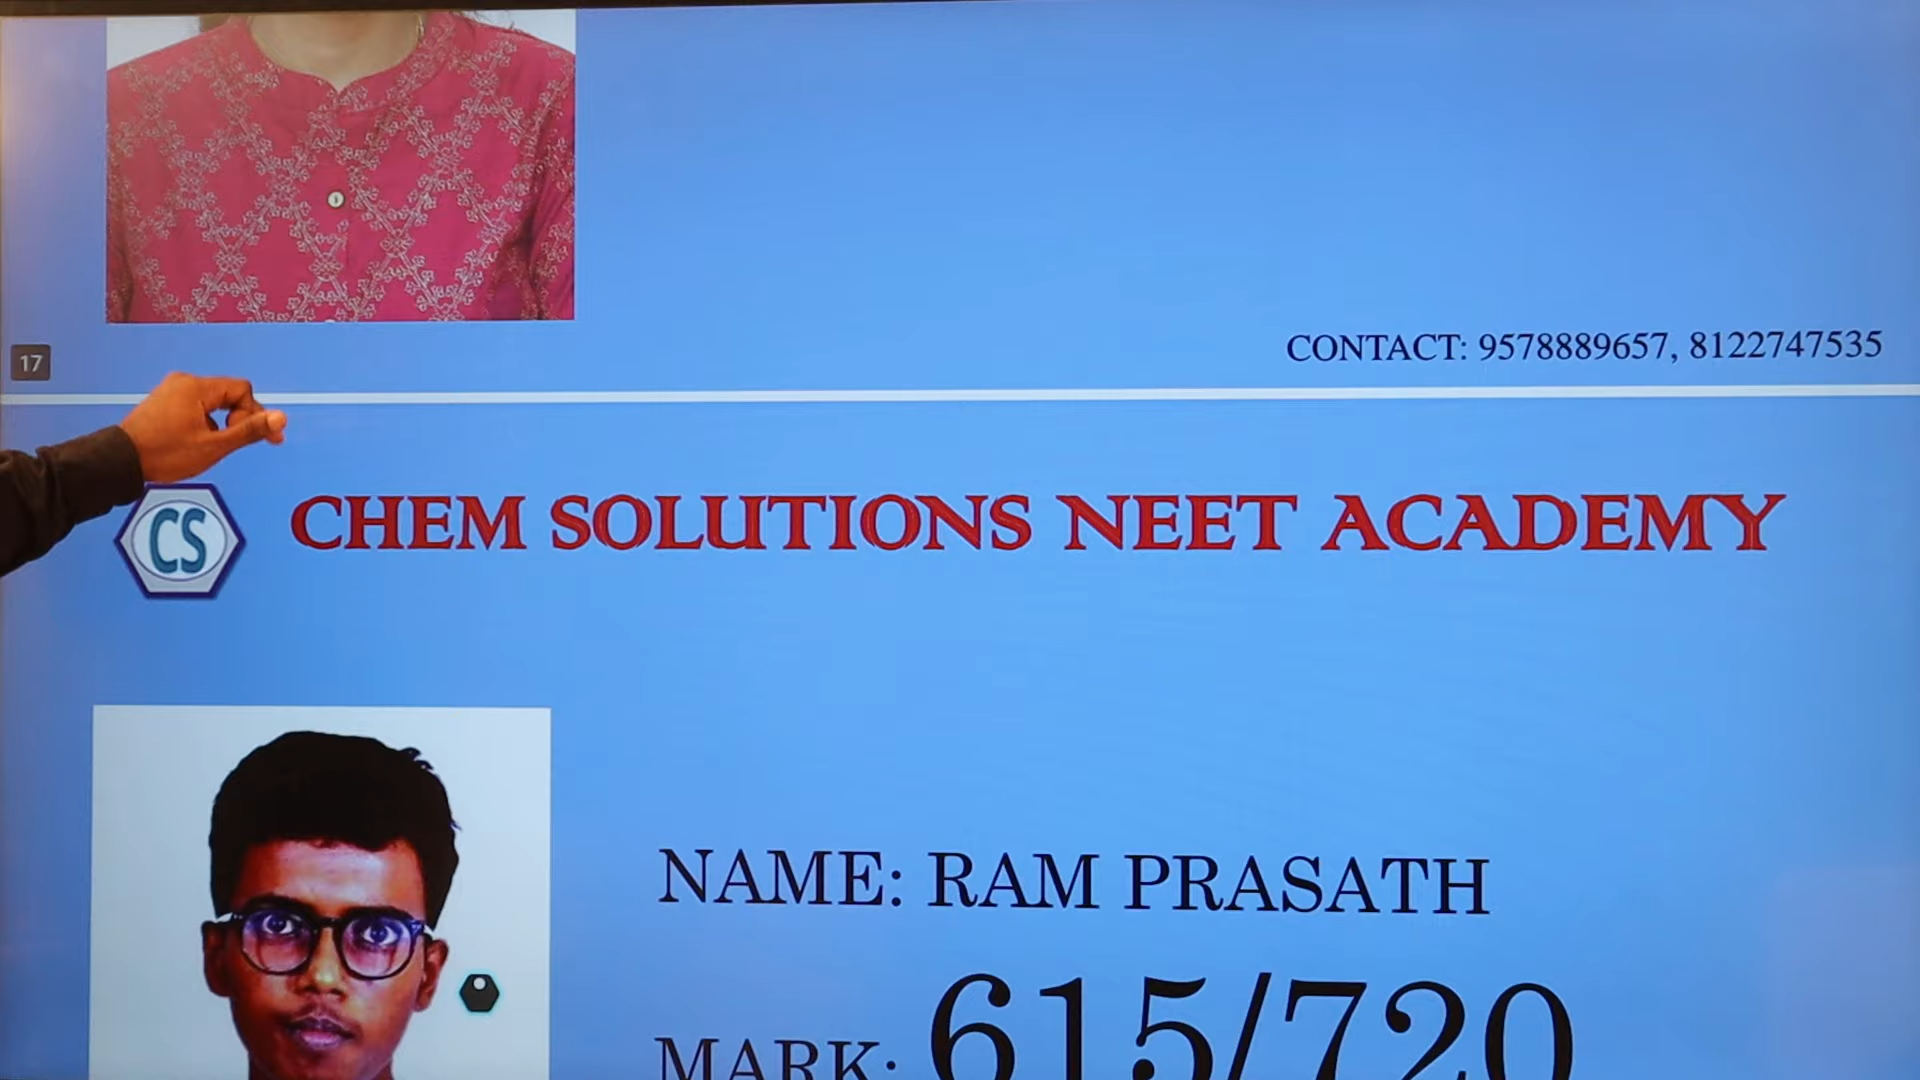 CONTACT: 9578889657, 8122747535
17
CS
CHEM SOLUTIONS NEET ACADEMY
NAME: RAM PRASATH
MARK: 615/720